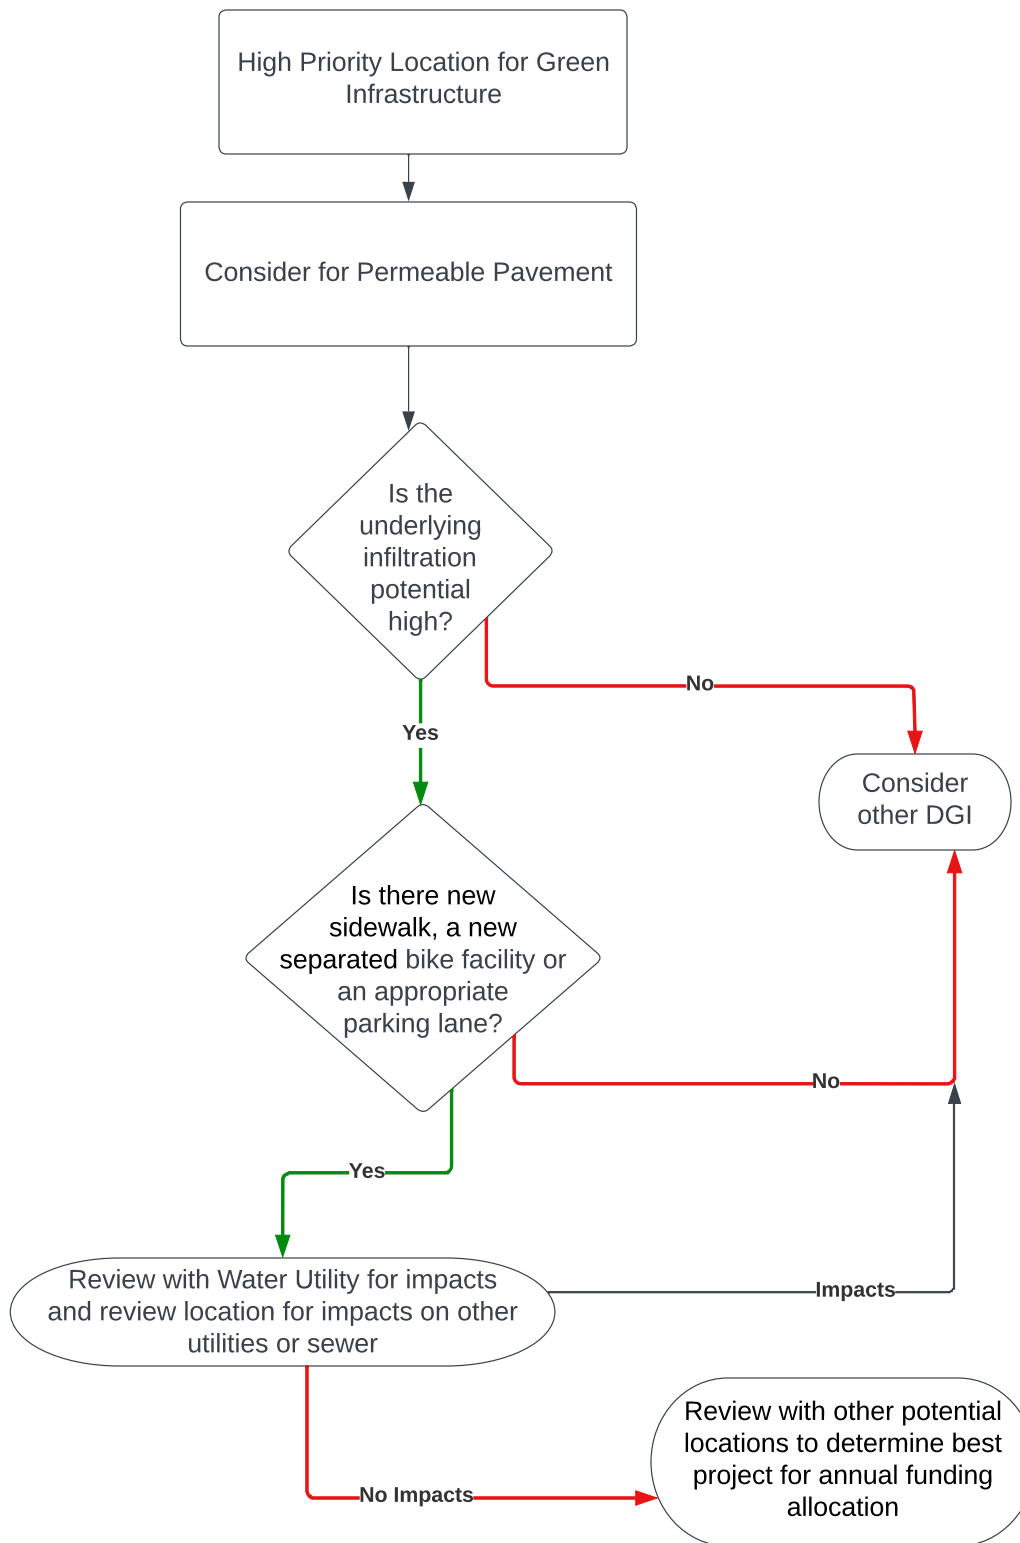 High Priority Location for Green
Infrastructure
Consider for Permeable Pavement
Is the
underlying
infiltration
potential
high?
No
Yes
Consider
other DGI
Is there new
sidewalk, a new
separated bike facility or
an appropriate
parking lane?
No
Yes
Review with Water Utility for impacts
and review location for impacts on other
utilities or sewer
Impacts
Review with other potential
locations to determine best
project for annual funding
allocation
No Impacts